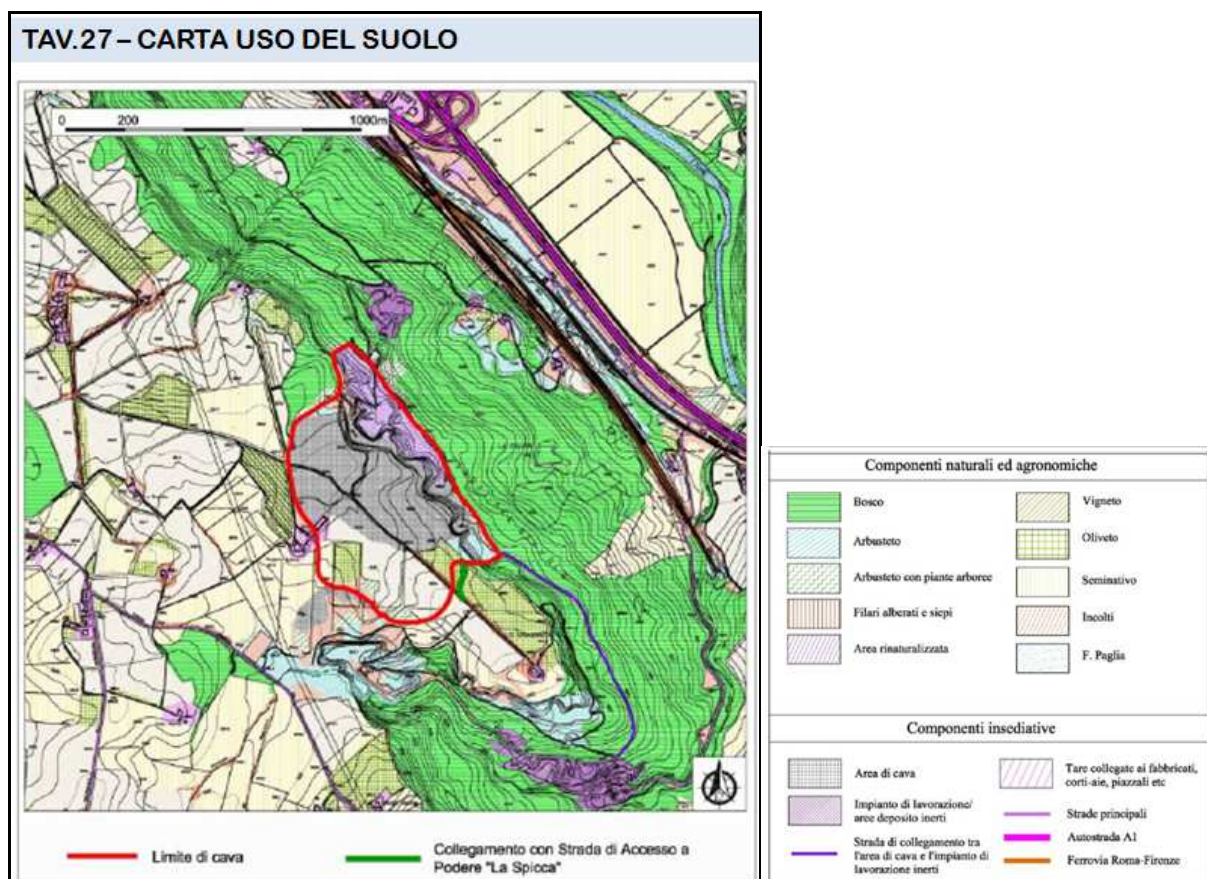 TAV.27 – CARTA USO DEL SUOLO
0 200 1000m
Limite di cava
Collegamento con Strada di Accesso a
Podere "La Spicca"
Componenti naturali ed agronomiche
Bosco
Arbusteto
Arbusteto con piante arboree
Filari alberati e siepi
Area rinaturalizzata
Vigneto
Oliveto
Seminativo
Incolti
F. Paglia
Componenti insediative
Area di cava
Impianto di lavorazione/
aree deposito inerti
Strada di collegamento tra
l'area di cava e l'impianto di
lavorazione inerti
Tare collegate ai fabbricati,
corti-aie, piazzali etc
Strade principali
Autostrada A1
Ferrovia Roma-Firenze